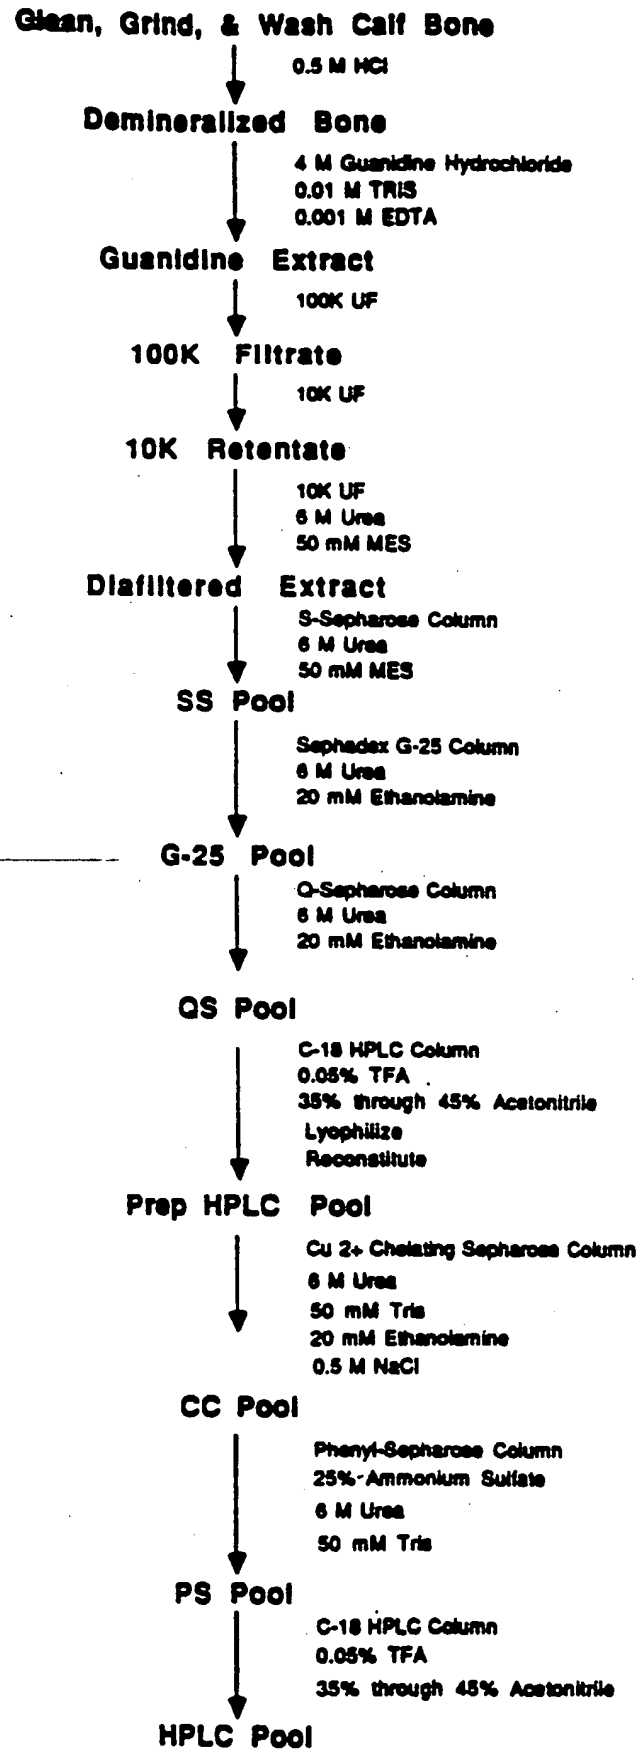 Clean, Grind, & Wash Calf Bone
0.5 M HCl
Demineralized Bone
4 M Guanidine Hydrochloride
0.01 M TRIS
0.001 M EDTA
Guanidine Extract
100K UF
100K Filtrate
10K UF
10K Retentate
10K UF
6 M Urea
50 mM MES
Diafiltered Extract
S-Sepharose Column
6 M Urea
50 mM MES
SS Pool
Sephadex G-25 Column
6 M Urea
20 mM Ethanolamine
G-25 Pool
Q-Sepharose Column
6 M Urea
20 mM Ethanolamine
QS Pool
C-18 HPLC Column
0.05% TFA
35% through 45% Acetonitrile
Lyophilize
Reconstitute
Prep HPLC Pool
Cu 2+ Chelating Sepharose Column
6 M Urea
50 mM Tris
20 mM Ethanolamine
0.5 M NaCl
CC Pool
Phenyl-Sepharose Column
25% Ammonium Sulfate
6 M Urea
50 mM Tris
PS Pool
C-18 HPLC Column
0.05% TFA
35% through 45% Acetonitrile
HPLC Pool